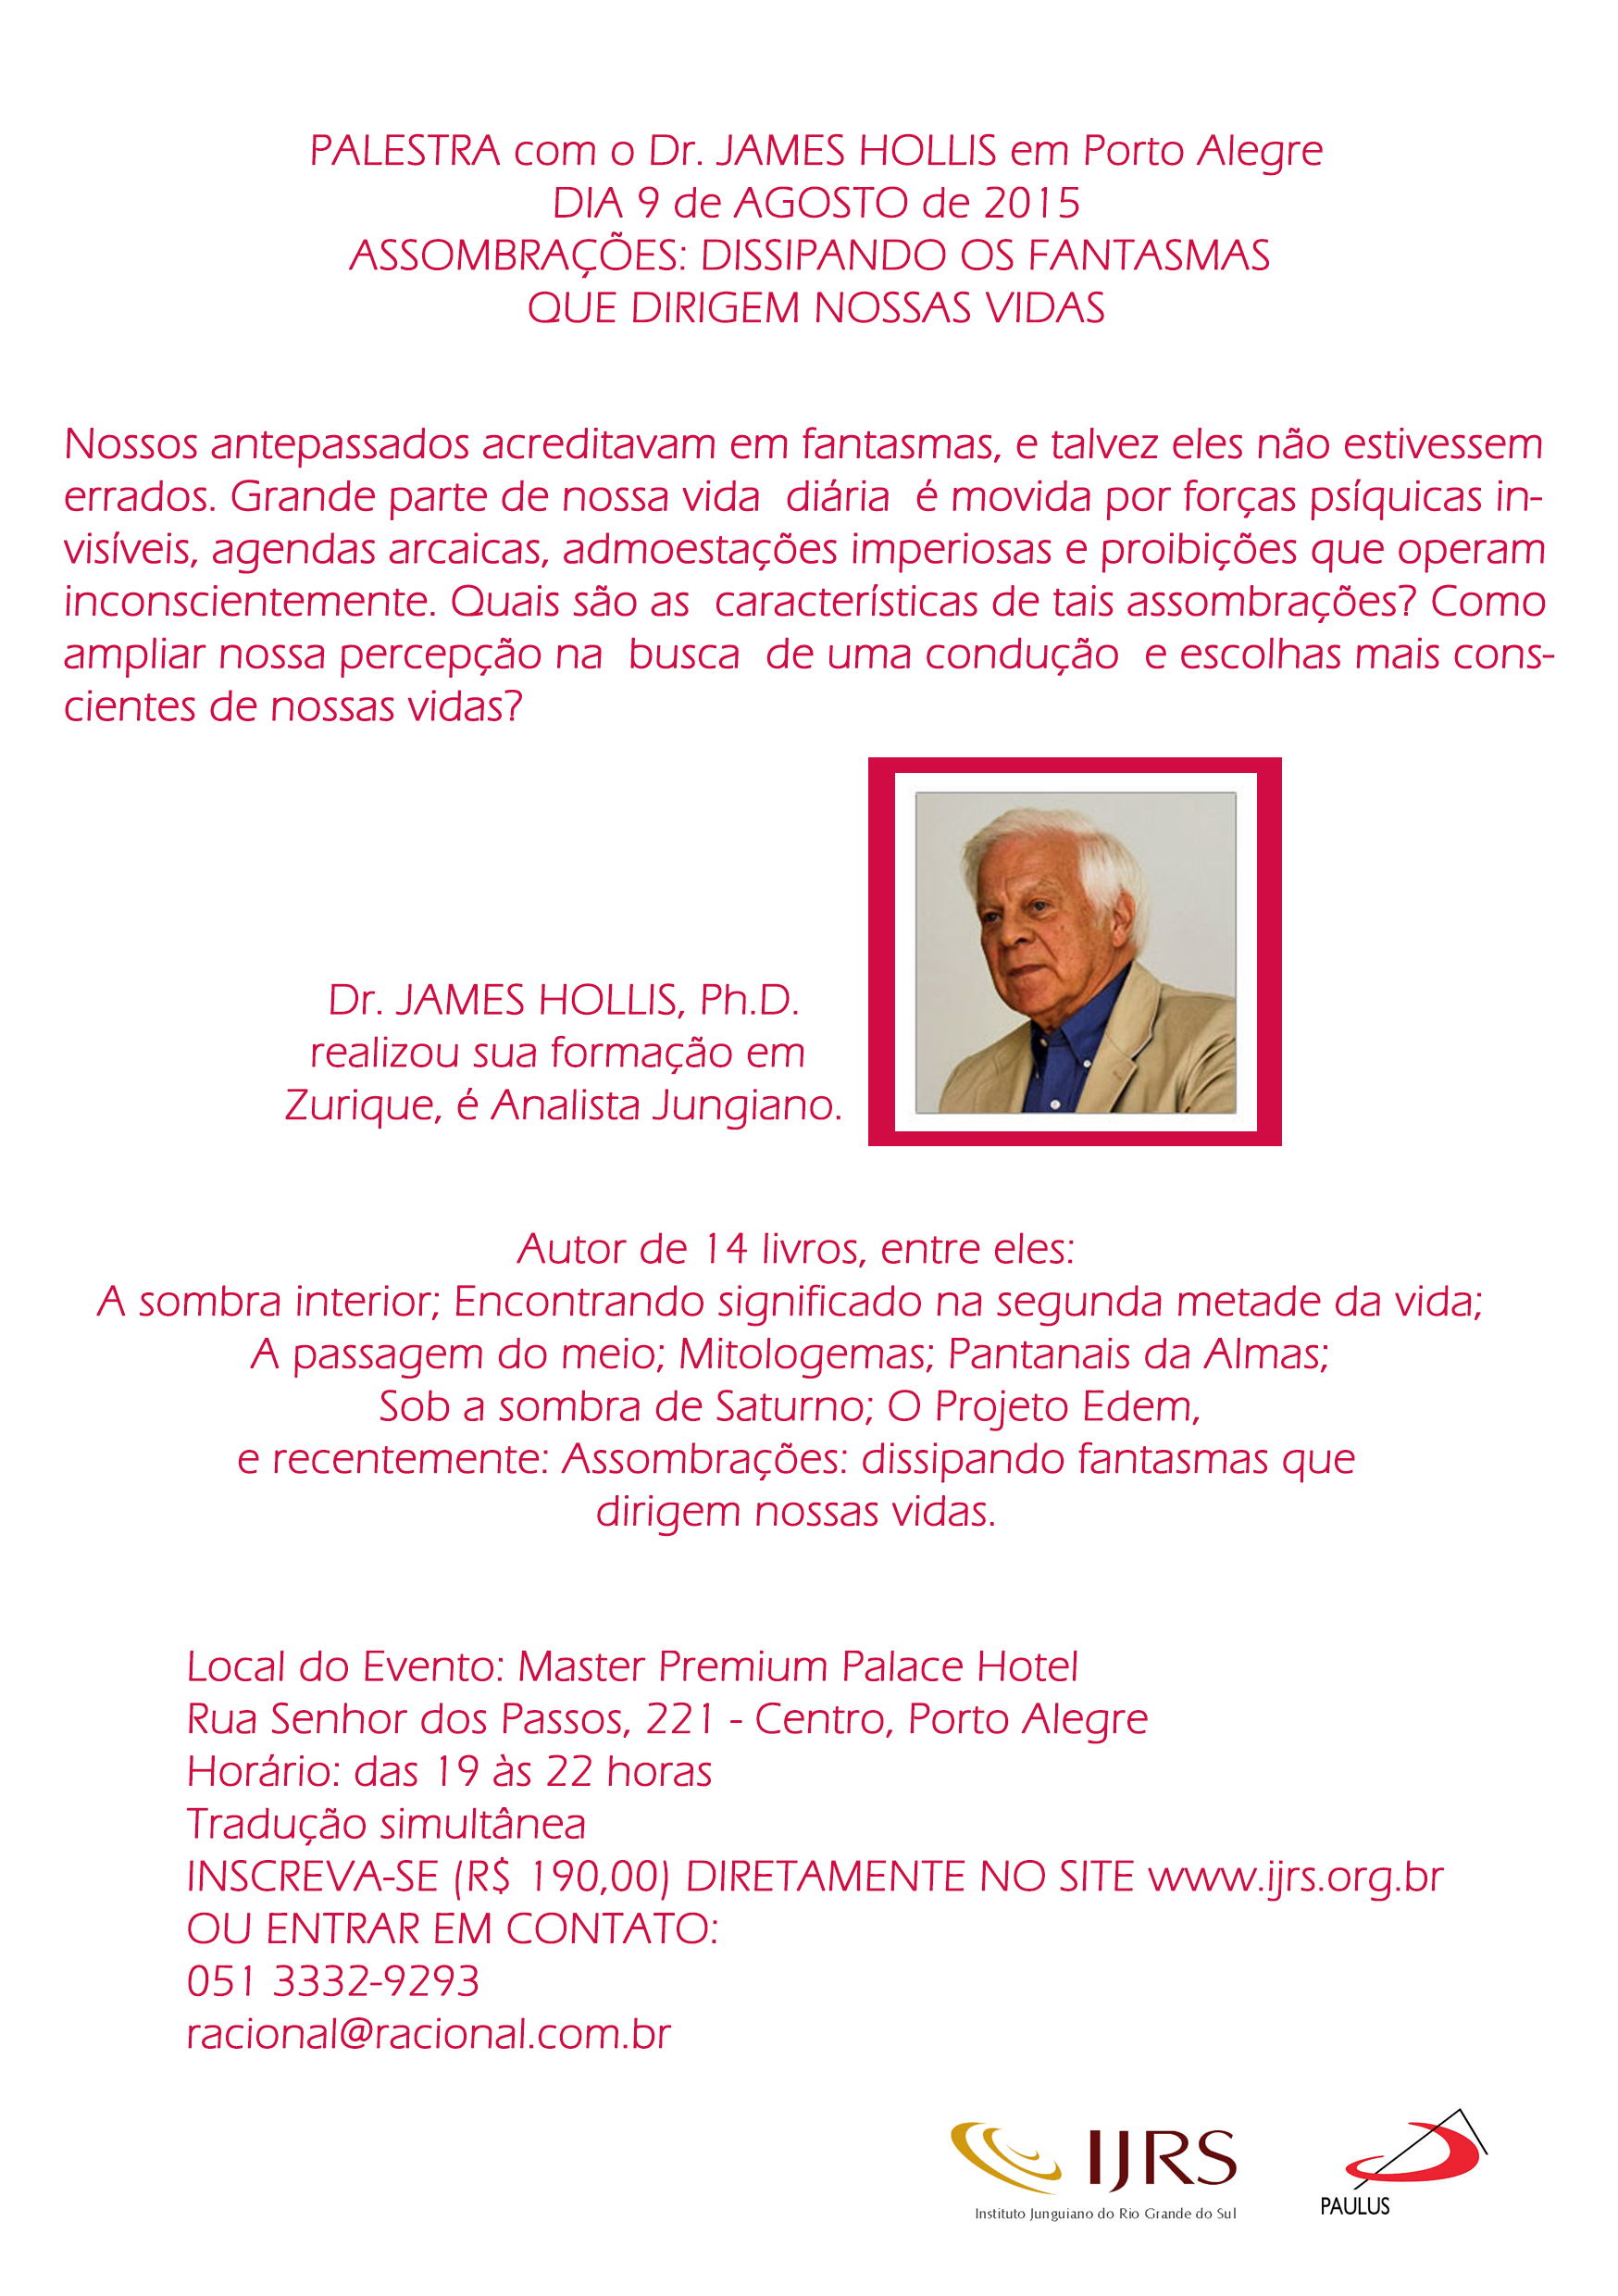 PALESTRA com o Dr. JAMES HOLLIS em Porto Alegre
DIA 9 de AGOSTO de 2015
ASSOMBRAÇÕES: DISSIPANDO OS FANTASMAS
QUE DIRIGEM NOSSAS VIDAS
Nossos antepassados acreditavam em fantasmas, e talvez eles não estivessem
errados. Grande parte de nossa vida diária é movida por forças psíquicas in-
visíveis, agendas arcaicas, admoestações imperiosas e proibições que operam
inconscientemente. Quais são as características de tais assombrações? Como
ampliar nossa percepção na busca de uma condução e escolhas mais cons-
cientes de nossas vidas?
Dr. JAMES HOLLIS, Ph.D.
realizou sua formação em
Zurique, é Analista Jungiano.
Autor de 14 livros, entre eles:
A sombra interior; Encontrando significado na segunda metade da vida;
A passagem do meio; Mitologemas; Pantanais da Almas;
Sob a sombra de Saturno; O Projeto Edem,
e recentemente: Assombrações: dissipando fantasmas que
dirigem nossas vidas.
Local do Evento: Master Premium Palace Hotel
Rua Senhor dos Passos, 221 - Centro, Porto Alegre
Horário: das 19 às 22 horas
Tradução simultânea
INSCREVA-SE (R$ 190,00) DIRETAMENTE NO SITE www.ijrs.org.br
OU ENTRAR EM CONTATO:
051 3332-9293
racional@racional.com.br
IJRS
Instituto Junguiano do Rio Grande do Sul
PAULUS